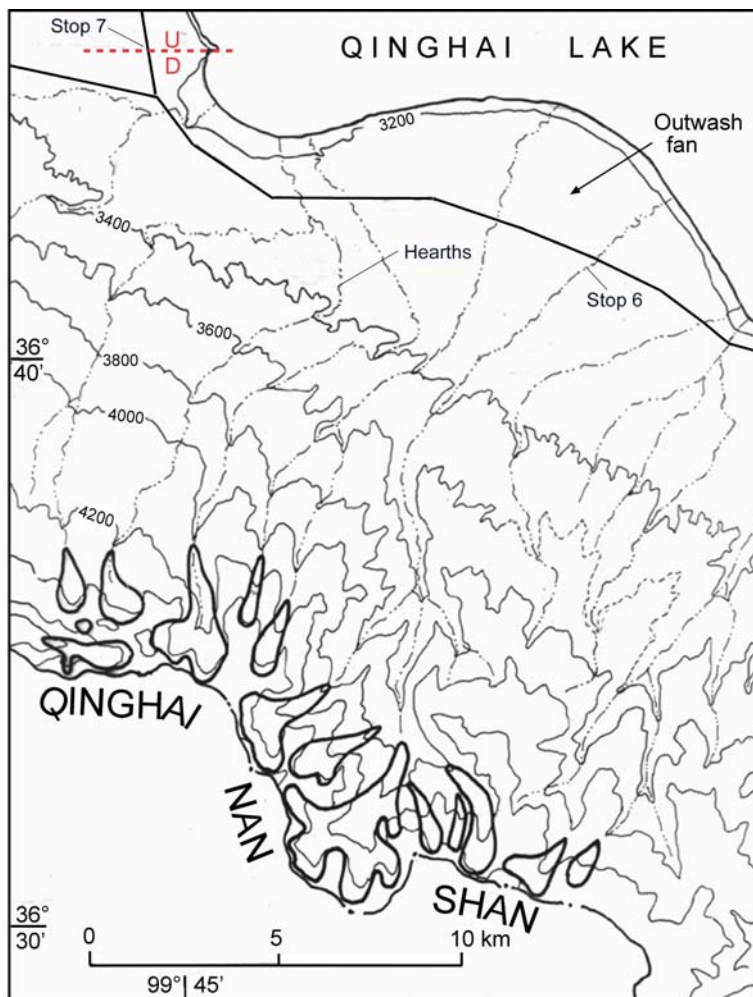 Stop 7
U
D
QINGHAI LAKE
3200
Outwash
fan
3400
Hearths
Stop 6
3600
36°
40'
3800
4000
4200
QINGHAI
NAN
SHAN
36°
30'
0 5 10 km
99° 45'